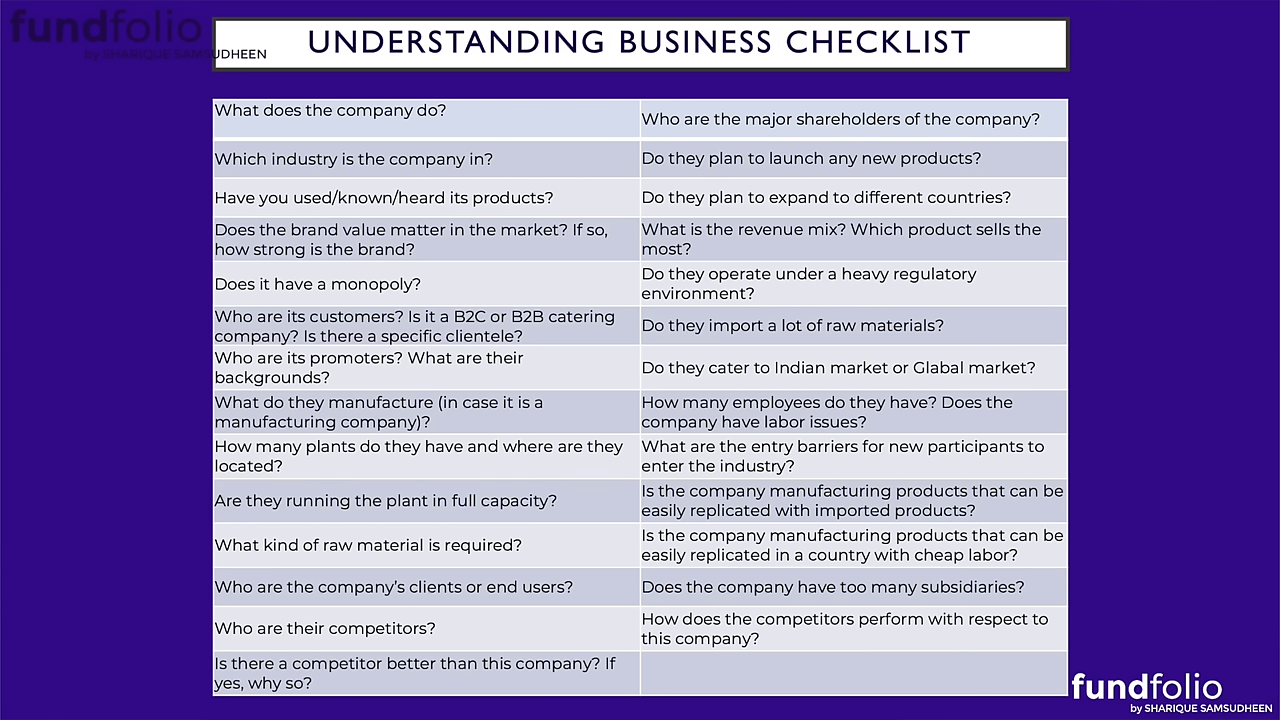 fundfolio
by SHARIQUE SAMSUDHEEN
UNDERSTANDING BUSINESS CHECKLIST
What does the company do?
Who are the major shareholders of the company?
Which industry is the company in?
Do they plan to launch any new products?
Have you used/known/heard its products?
Do they plan to expand to different countries?
Does the brand value matter in the market? If so,
how strong is the brand?
What is the revenue mix? Which product sells the
most?
Does it have a monopoly?
Do they operate under a heavy regulatory
environment?
Who are its customers? Is it a B2C or B2B catering
company? Is there a specific clientele?
Do they import a lot of raw materials?
Who are its promoters? What are their
backgrounds?
Do they cater to Indian market or Glabal market?
What do they manufacture (in case it is a
manufacturing company)?
How many employees do they have? Does the
company have labor issues?
How many plants do they have and where are they
located?
What are the entry barriers for new participants to
enter the industry?
Are they running the plant in full capacity?
Is the company manufacturing products that can be
easily replicated with imported products?
What kind of raw material is required?
Is the company manufacturing products that can be
easily replicated in a country with cheap labor?
Who are the company's clients or end users?
Does the company have too many subsidiaries?
Who are their competitors?
How does the competitors perform with respect to
this company?
Is there a competitor better than this company? If
yes, why so?
fundfolio
by SHARIQUE SAMSUDHEEN